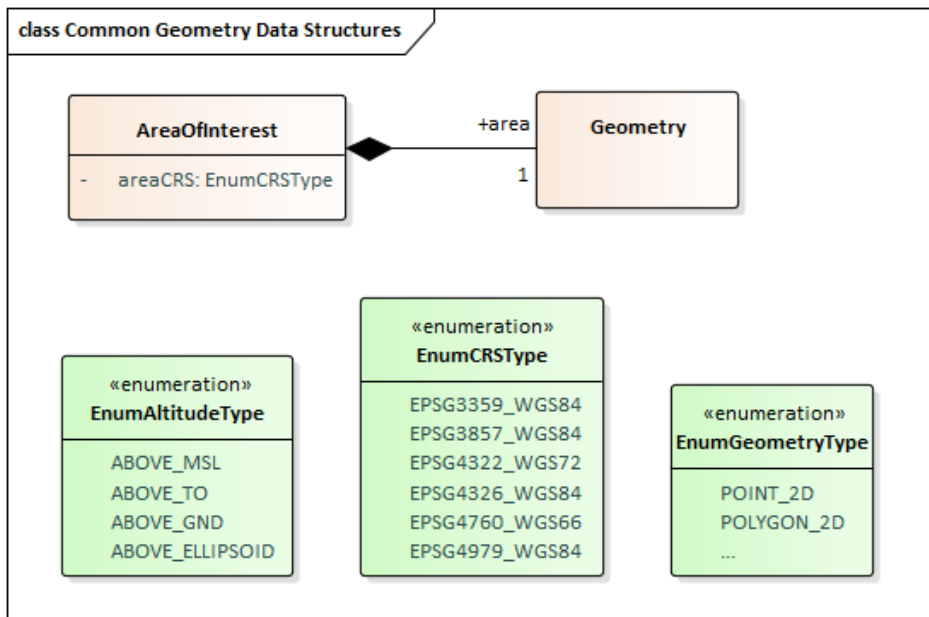 class Common Geometry Data Structures
AreaOfInterest
- areaCRS: EnumCRSType
+area
1
Geometry
«enumeration»
EnumAltitudeType
ABOVE_MSL
ABOVE_TO
ABOVE_GND
ABOVE_ELLIPSOID
«enumeration»
EnumCRSType
EPSG3359_WGS84
EPSG3857_WGS84
EPSG4322_WGS72
EPSG4326_WGS84
EPSG4760_WGS66
EPSG4979_WGS84
«enumeration»
EnumGeometryType
POINT_2D
POLYGON_2D
...